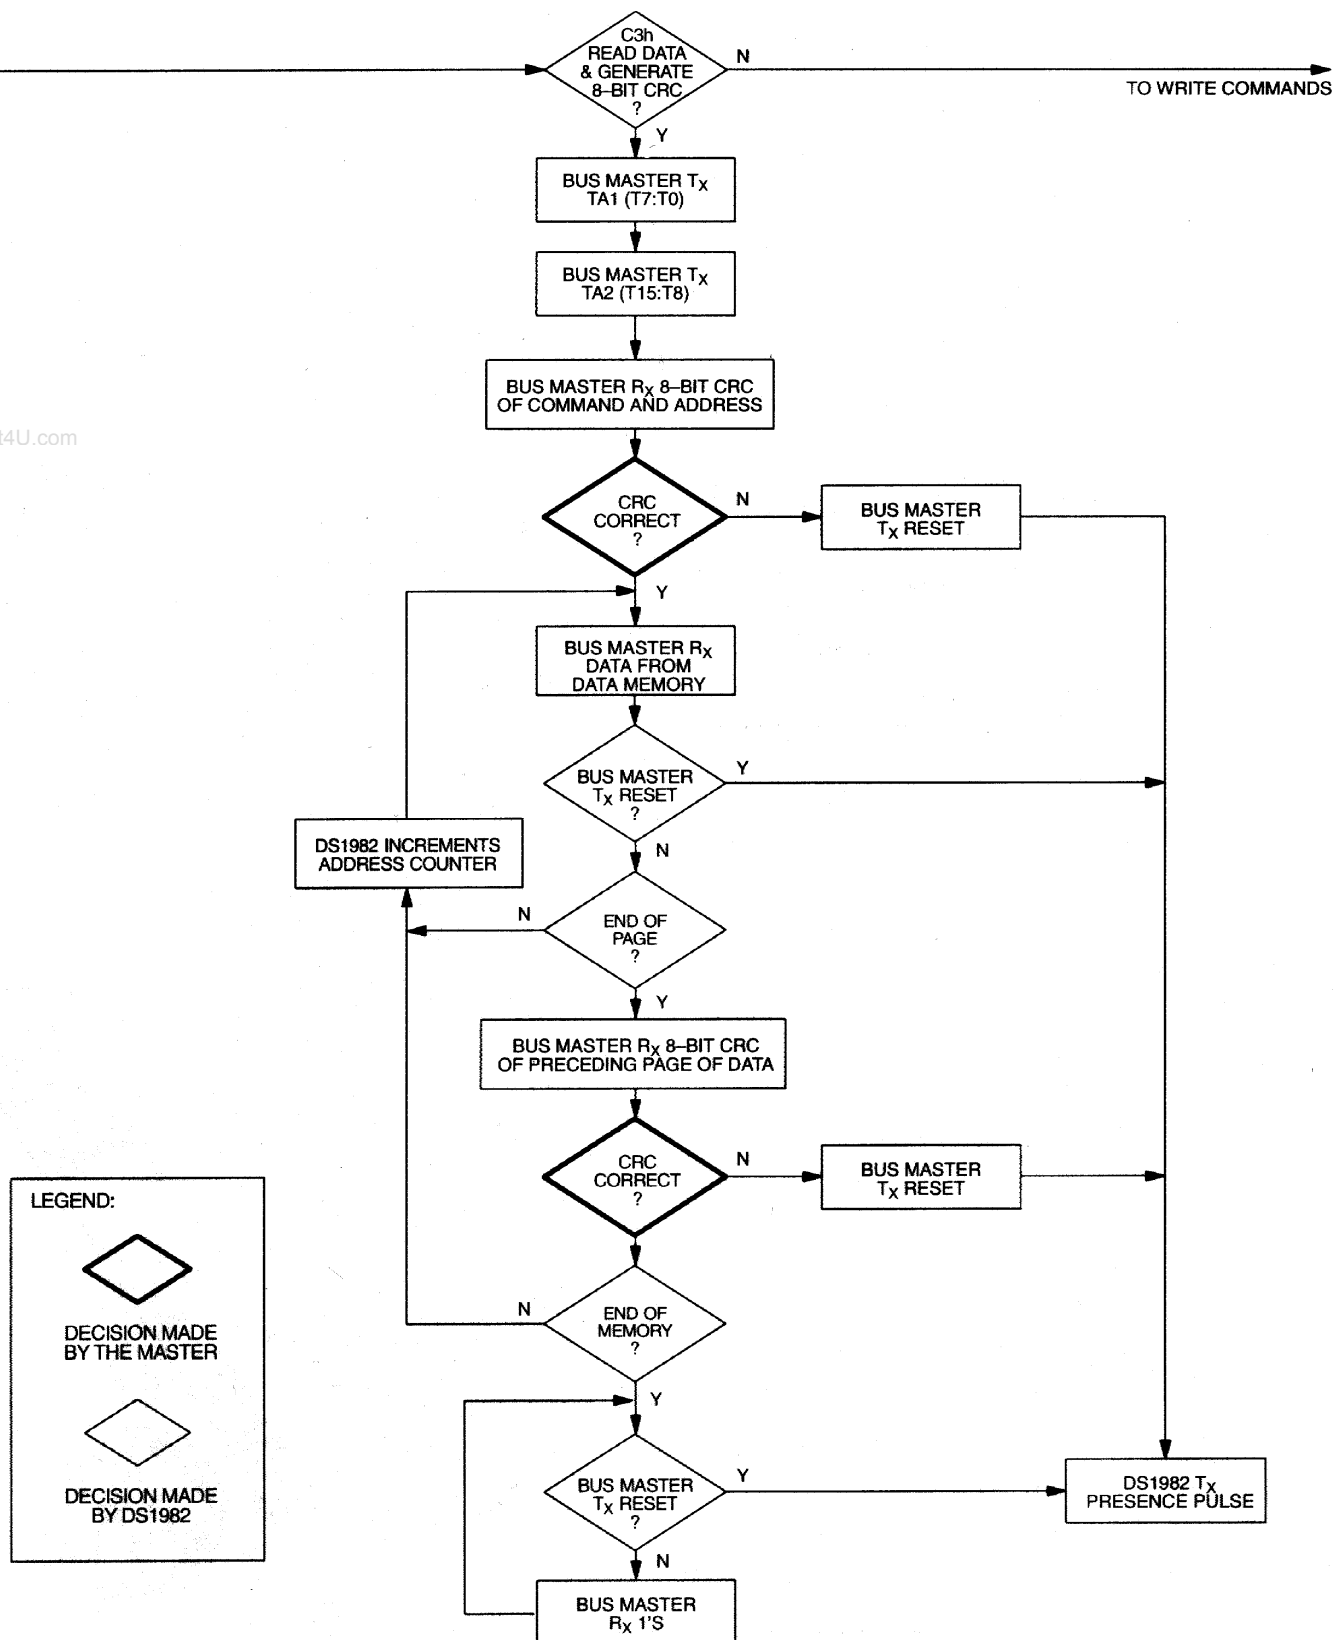 C3h
READ DATA
& GENERATE
8–BIT CRC
?
N
TO WRITE COMMANDS
Y
BUS MASTER TX
TA1 (T7:T0)
BUS MASTER TX
TA2 (T15:T8)
BUS MASTER RX 8–BIT CRC
OF COMMAND AND ADDRESS
t4U.com
CRC
CORRECT
?
N
BUS MASTER
TX RESET
Y
BUS MASTER RX
DATA FROM
DATA MEMORY
BUS MASTER
TX RESET
?
Y
DS1982 INCREMENTS
ADDRESS COUNTER
N
END OF
PAGE
?
N
Y
BUS MASTER RX 8–BIT CRC
OF PRECEDING PAGE OF DATA
CRC
CORRECT
?
N
BUS MASTER
TX RESET
LEGEND:
DECISION MADE
BY THE MASTER
DECISION MADE
BY DS1982
END OF
MEMORY
?
N
Y
BUS MASTER
TX RESET
?
Y
DS1982 TX
PRESENCE PULSE
N
BUS MASTER
RX 1'S